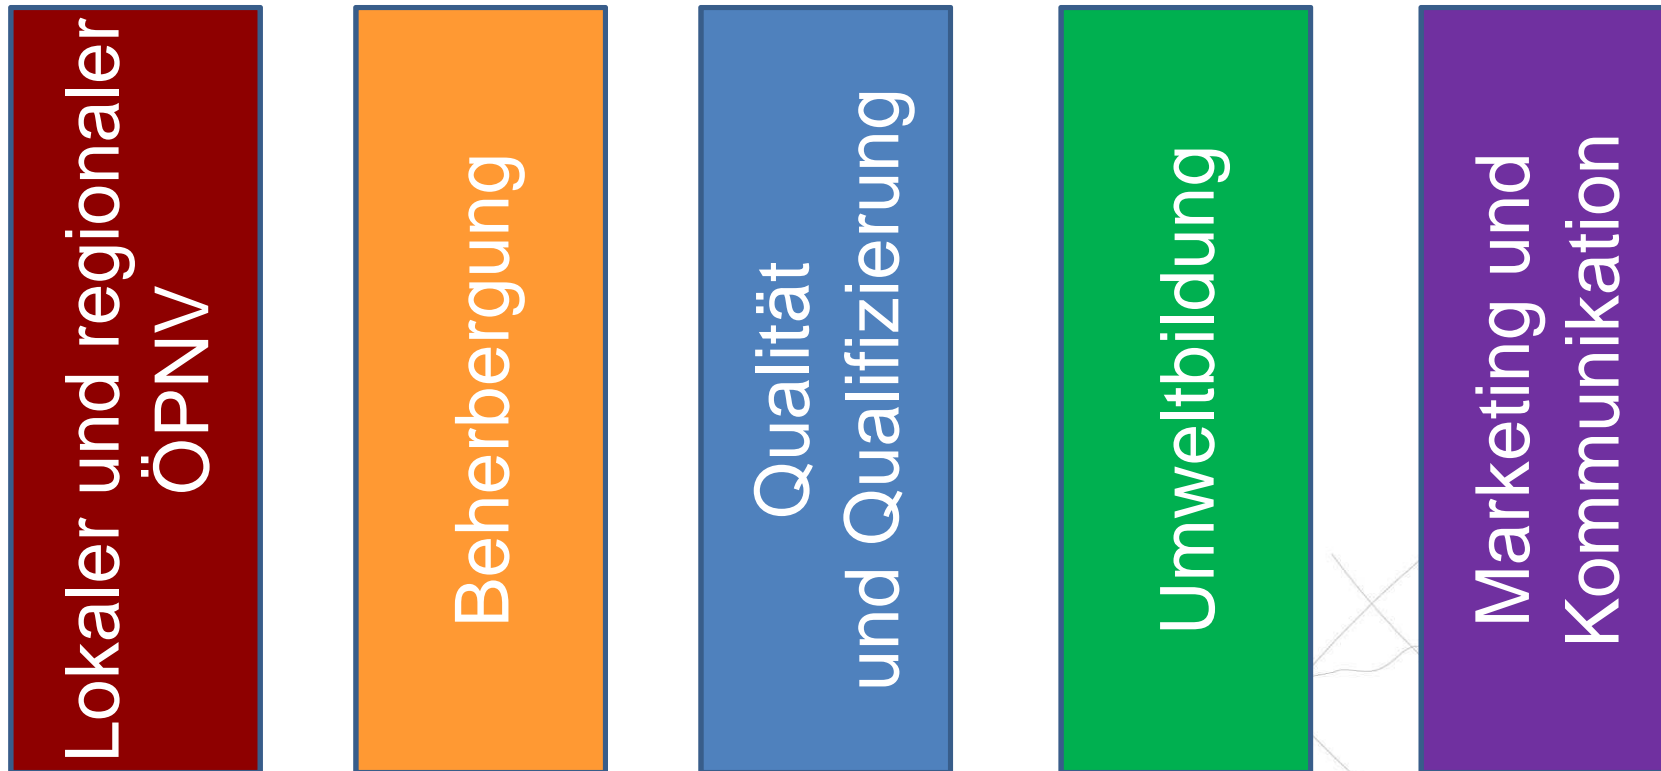 Lokaler und regionaler
ÖPNV
Beherbergung
Qualität
und Qualifizierung
Umweltbildung
Marketing und
Kommunikation